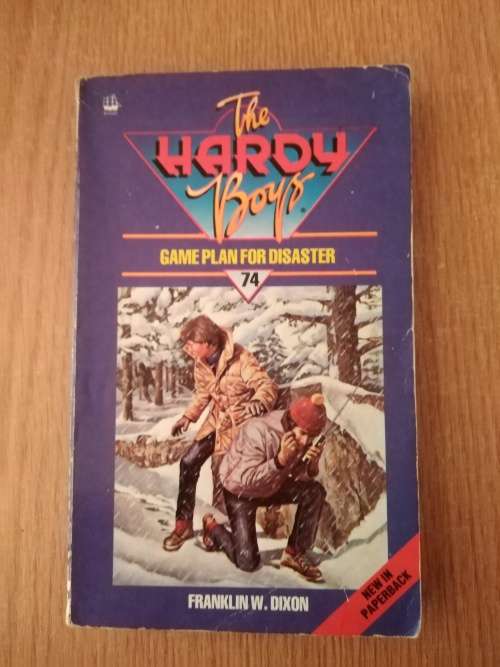 The
HARDY
Boys®
GAME PLAN FOR DISASTER
74
FRANKLIN W. DIXON
NEW IN
PAPERBACK